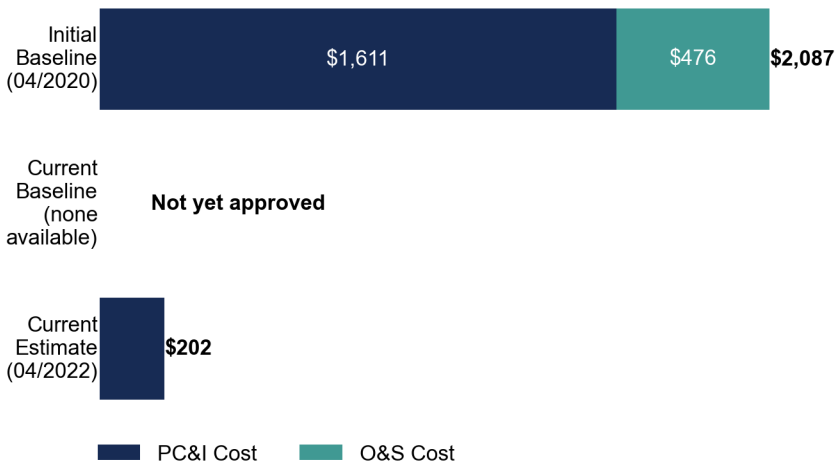 Initial
Baseline
(04/2020)
$1,611
$476
$2,087
Current
Baseline
(none
available)
Not yet approved
Current
Estimate
(04/2022)
$202
PC&I Cost
O&S Cost